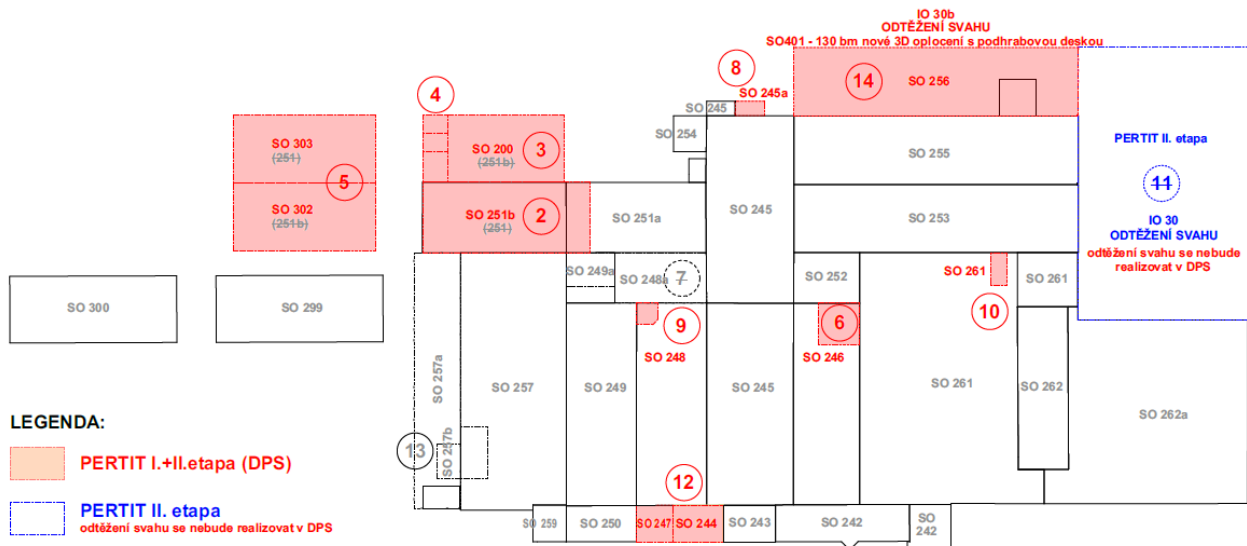 IO 30b
ODTĚŽENÍ SVAHU
SO401 - 130 bm nové 3D oplocení s podhrabovou deskou
8
14
SO 256
4
SO 245a
SO 245
SO 254
SO 303
(251)
5
SO 302
(251b)
SO 200
(251b)
3
SO 255
PERTIT II. etapa
11
SO 251b
(251)
2
SO 251a
SO 245
SO 253
IO 30
ODTĚŽENÍ SVAHU
odtěžení svahu se nebude
realizovat v DPS
SO 249a
SO 248a
7
SO 252
SO 261
SO 261
SO 300
SO 299
9
6
10
SO 248
SO 246
SO 257a
SO 257
SO 249
SO 245
SO 261
SO 262
SO 262a
LEGENDA:
13
SO 257b
PERTIT I.+II.etapa (DPS)
12
PERTIT II. etapa
odtěžení svahu se nebude realizovat v DPS
SO 259
SO 250
SO 247
SO 244
SO 243
SO 242
SO
242